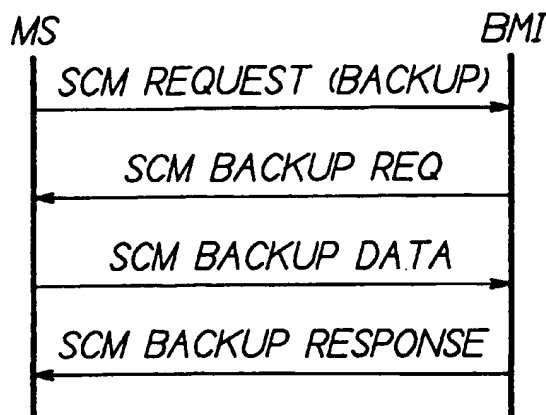 MS BMI
SCM REQUEST (BACKUP)
SCM BACKUP REQ
SCM BACKUP DATA
SCM BACKUP RESPONSE